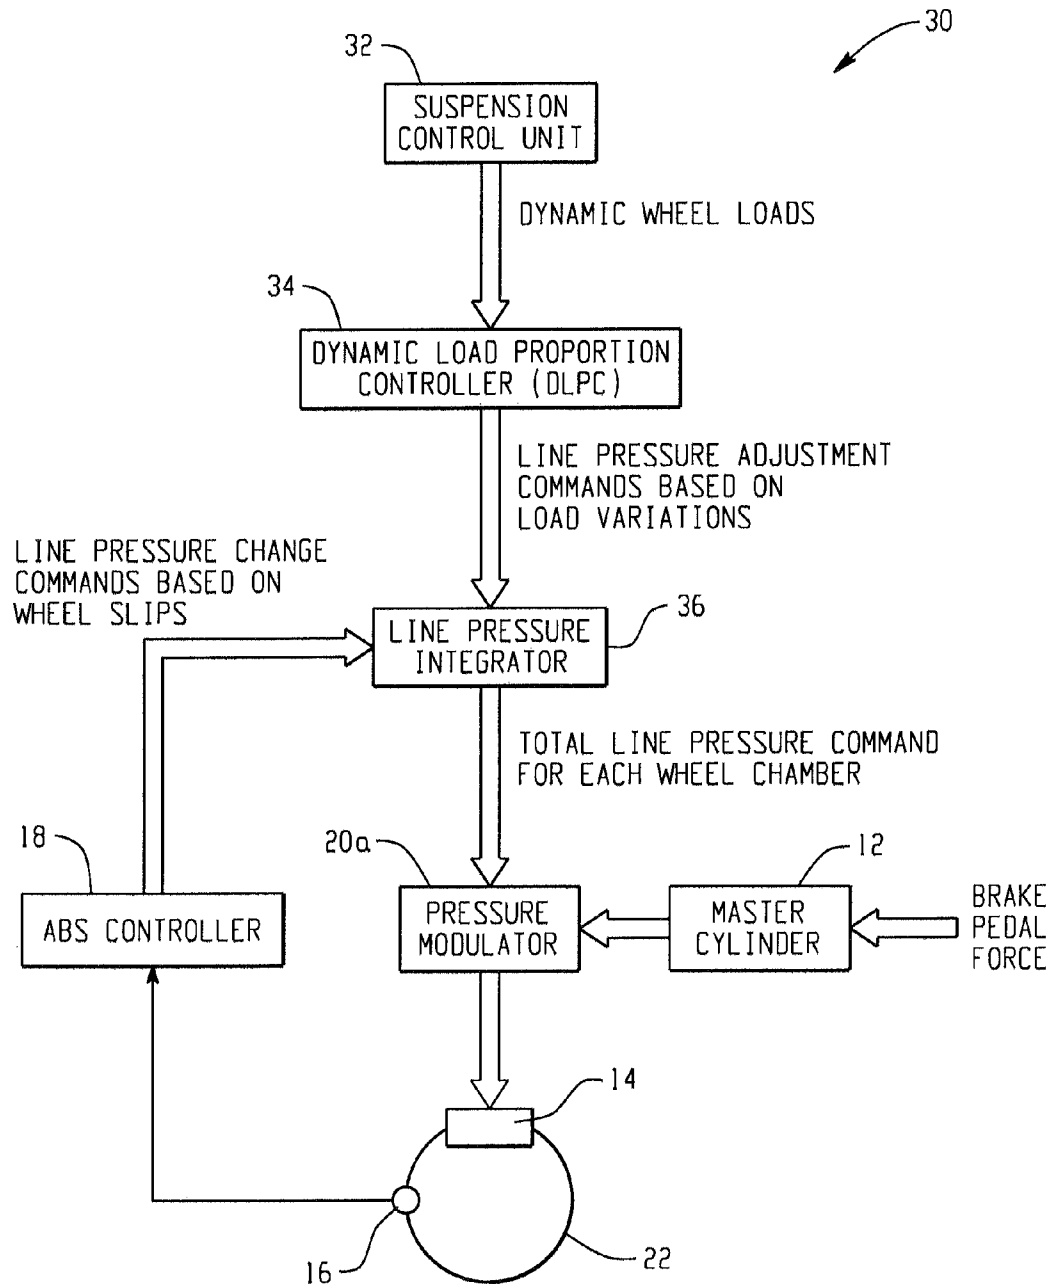 30
32
SUSPENSION
CONTROL UNIT
DYNAMIC WHEEL LOADS
34
DYNAMIC LOAD PROPORTION
CONTROLLER (DLPC)
LINE PRESSURE ADJUSTMENT
COMMANDS BASED ON
LOAD VARIATIONS
LINE PRESSURE CHANGE
COMMANDS BASED ON
WHEEL SLIPS
36
LINE PRESSURE
INTEGRATOR
TOTAL LINE PRESSURE COMMAND
FOR EACH WHEEL CHAMBER
18
ABS CONTROLLER
20a
PRESSURE
MODULATOR
12
MASTER
CYLINDER
BRAKE
PEDAL
FORCE
14
16
22